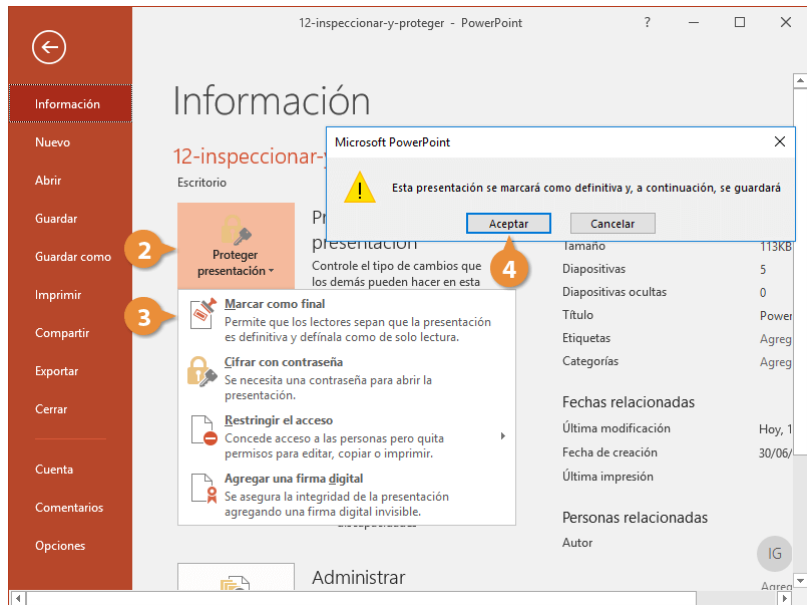 12-inspeccionar-y-proteger - PowerPoint
?
Información
Nuevo
Abrir
Guardar
Guardar como
Imprimir
Compartir
Exportar
Cerrar
Cuenta
Comentarios
Opciones
Información
12-inspeccionar-y
Escritorio
Microsoft PowerPoint
Esta presentación se marcará como definitiva y, a continuación, se guardará
Aceptar
Cancelar
4
2
Proteger
presentación
presentación
Controle el tipo de cambios que
los demás pueden hacer en esta
3
Marcar como final
Permite que los lectores sepan que la presentación
es definitiva y defínala como de solo lectura.
Cifrar con contraseña
Se necesita una contraseña para abrir la
presentación.
Restringir el acceso
Concede acceso a las personas pero quita
permisos para editar, copiar o imprimir.
Agregar una firma digital
Se asegura la integridad de la presentación
agregando una firma digital invisible.
Administrar
Tamaño 113KB
Diapositivas 5
Diapositivas ocultas 0
Título Power
Etiquetas Agreg
Categorías Agreg
Fechas relacionadas
Última modificación Hoy, 1
Fecha de creación 30/06/
Última impresión
Personas relacionadas
Autor
IG